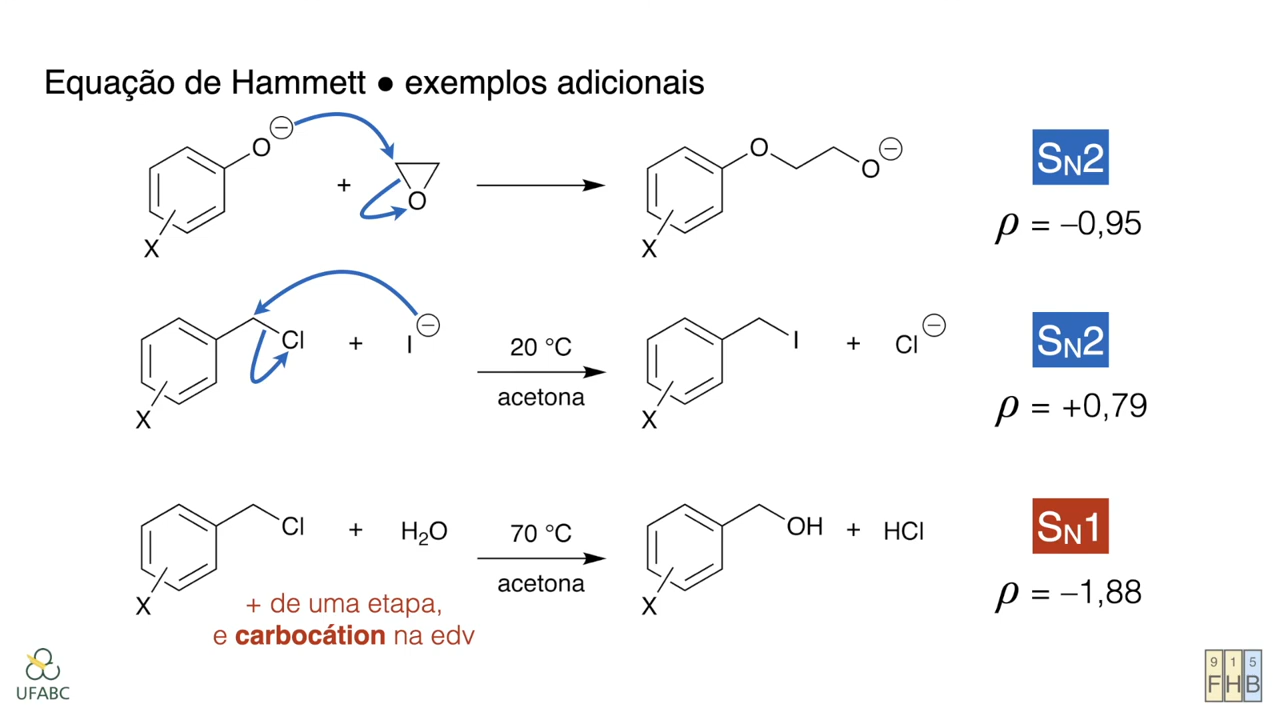 Equação de Hammett ● exemplos adicionais
O ⊖ + O → O O ⊖ SN2
X X
ρ = –0,95
Cl + I ⊖ 20 °C I + Cl ⊖ SN2
acetona
X X
ρ = +0,79
Cl + H₂O 70 °C OH + HCl SN1
acetona
X X
ρ = –1,88
+ de uma etapa,
e carbocátion na edv
UFABC
9 1 5
F H B